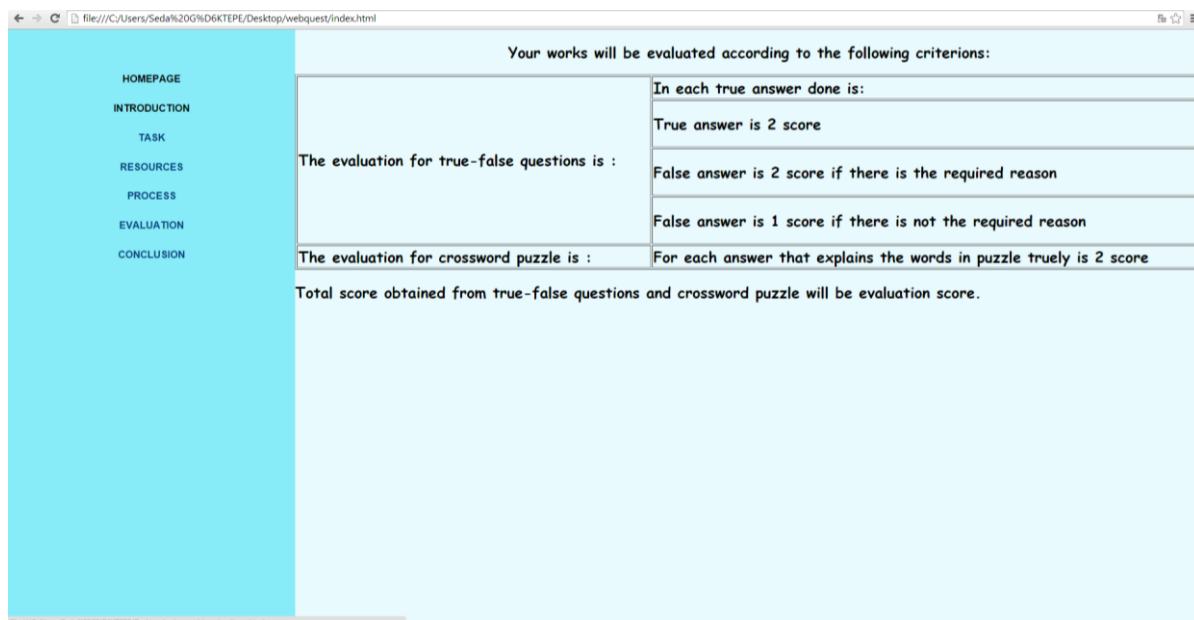 file:///C:/Users/Seda%20G%D6KTEPE/Desktop/webquest/index.html
HOMEPAGE
INTRODUCTION
TASK
RESOURCES
PROCESS
EVALUATION
CONCLUSION
Your works will be evaluated according to the following criterions:
The evaluation for true-false questions is :
In each true answer done is:
True answer is 2 score
False answer is 2 score if there is the required reason
False answer is 1 score if there is not the required reason
The evaluation for crossword puzzle is :
For each answer that explains the words in puzzle truely is 2 score
Total score obtained from true-false questions and crossword puzzle will be evaluation score.